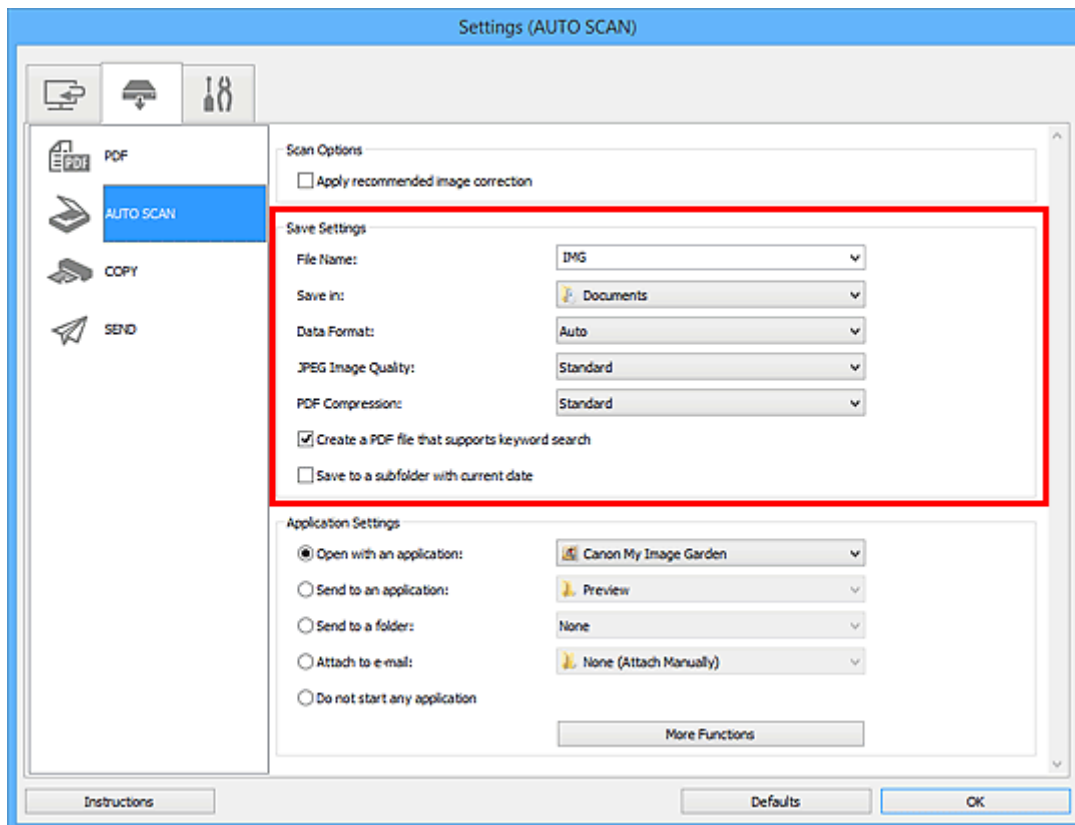 Settings (AUTO SCAN)
PDF
AUTO SCAN
COPY
SEND
Scan Options
Apply recommended image correction
Save Settings
File Name: IMG
Save in: Documents
Data Format: Auto
JPEG Image Quality: Standard
PDF Compression: Standard
Create a PDF file that supports keyword search
Save to a subfolder with current date
Application Settings
Open with an application: Canon My Image Garden
Send to an application: Preview
Send to a folder: None
Attach to e-mail: None (Attach Manually)
Do not start any application
More Functions
Instructions Defaults OK